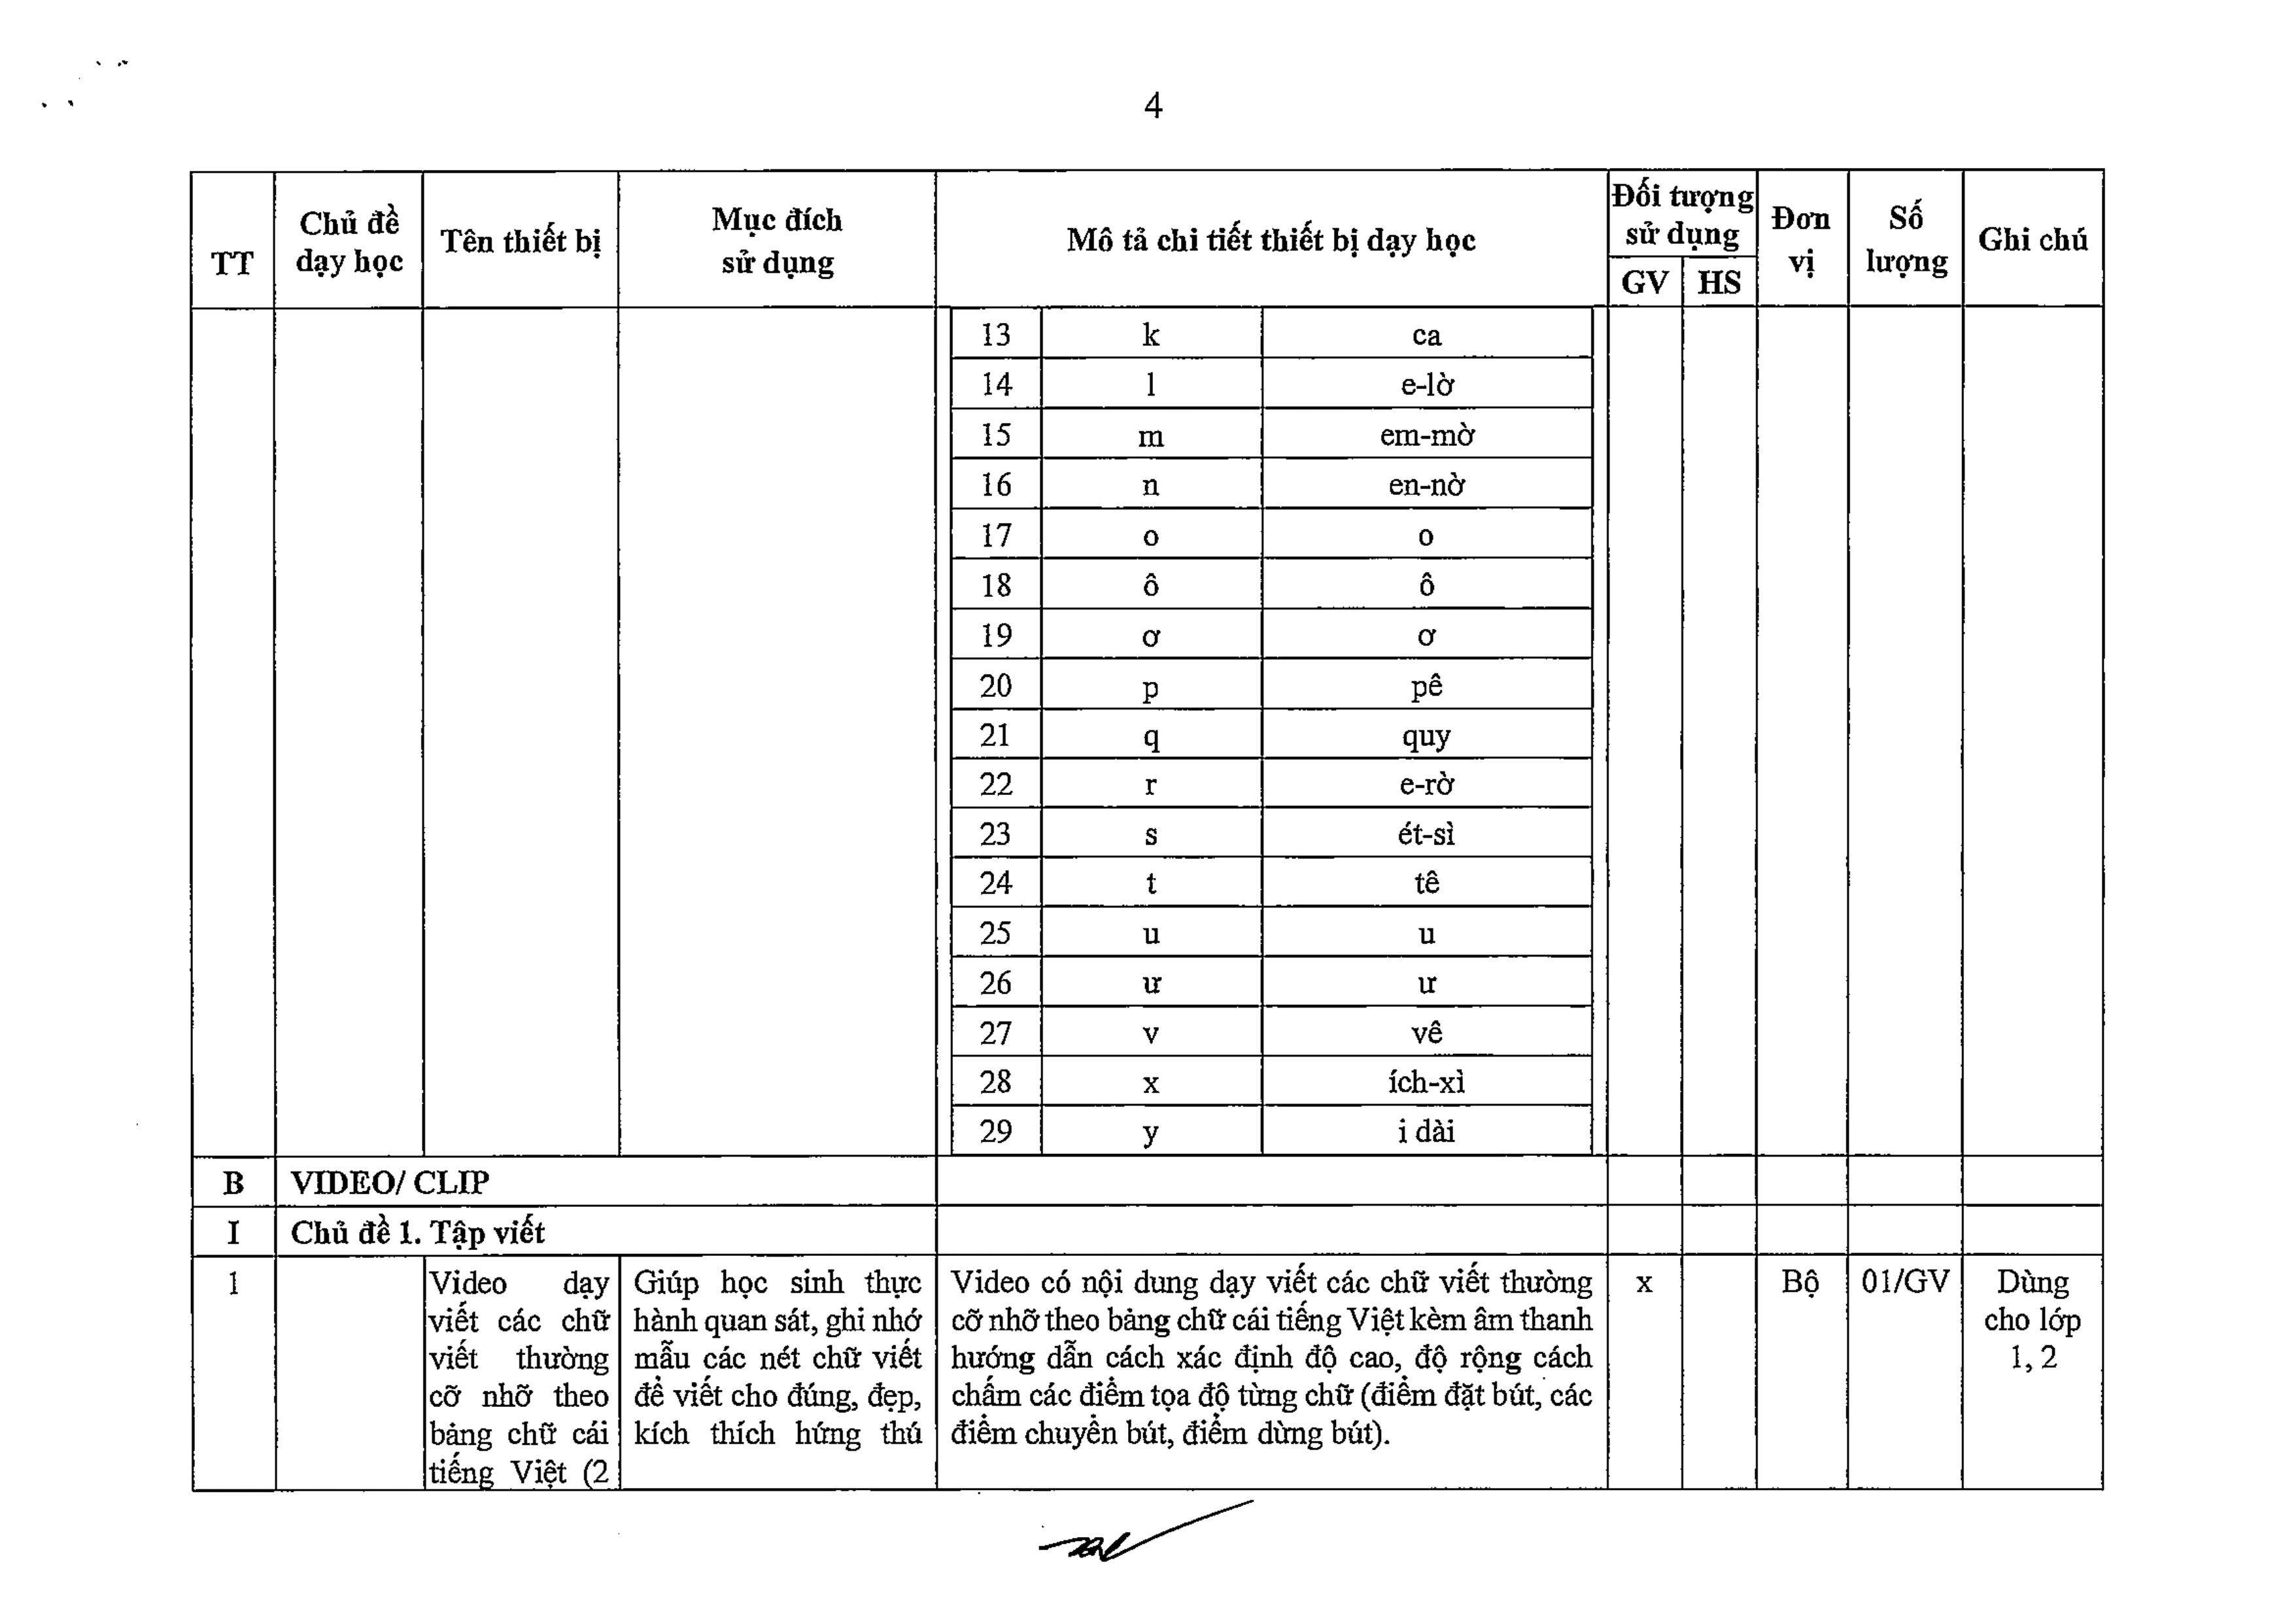 4
TT
Chủ đề
dạy học
Tên thiết bị
Mục đích
sử dụng
Mô tả chi tiết thiết bị dạy học
Đối tượng
sử dụng
GV HS
Đơn
vị
Số
lượng
Ghi chú
13 k ca
14 l e-lờ
15 m em-mờ
16 n en-nờ
17 o o
18 ô ô
19 ơ ơ
20 p pê
21 q quy
22 r e-rờ
23 s ét-sì
24 t tê
25 u u
26 ư ư
27 v vê
28 x ích-xì
29 y i dài
B VIDEO/ CLIP
I Chủ đề 1. Tập viết
1
Video dạy
viết các chữ
viết thường
cỡ nhỡ theo
bảng chữ cái
tiếng Việt (2
Giúp học sinh thực
hành quan sát, ghi nhớ
mẫu các nét chữ viết
để viết cho đúng, đẹp,
kích thích hứng thú
Video có nội dung dạy viết các chữ viết thường
cỡ nhỡ theo bảng chữ cái tiếng Việt kèm âm thanh
hướng dẫn cách xác định độ cao, độ rộng cách
chấm các điểm tọa độ từng chữ (điểm đặt bút, các
điểm chuyển bút, điểm dừng bút).
x
Bộ
01/GV
Dùng
cho lớp
1, 2